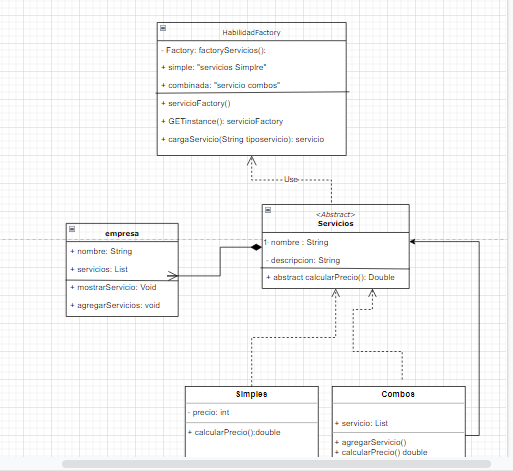 HabilidadFactory
- Factory: factoryServicios():
+ simple: "servicios Simplre"
+ combinada: "servicio combos"
+ servicioFactory()
+ GETinstance(): servicioFactory
+ cargaServicio(String tiposervicio): servicio
Use
<Abstract>
Servicios
- nombre : String
- descripcion: String
+ abstract calcularPrecio(): Double
empresa
+ nombre: String
+ servicios: List
+ mostrarServicio: Void
+ agregarServicios: void
Simples
- precio: int
+ calcularPrecio():double
Combos
+ servicio: List
+ agregarServicio()
+ calcularPrecio() double